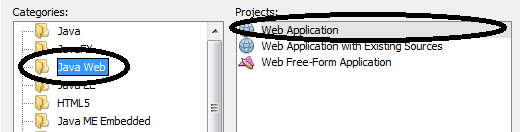 Categories:
Java
JavaFX
Java Web
Java EE
HTML5
Java ME Embedded
Projects:
Web Application
Web Application with Existing Sources
Web Free-Form Application